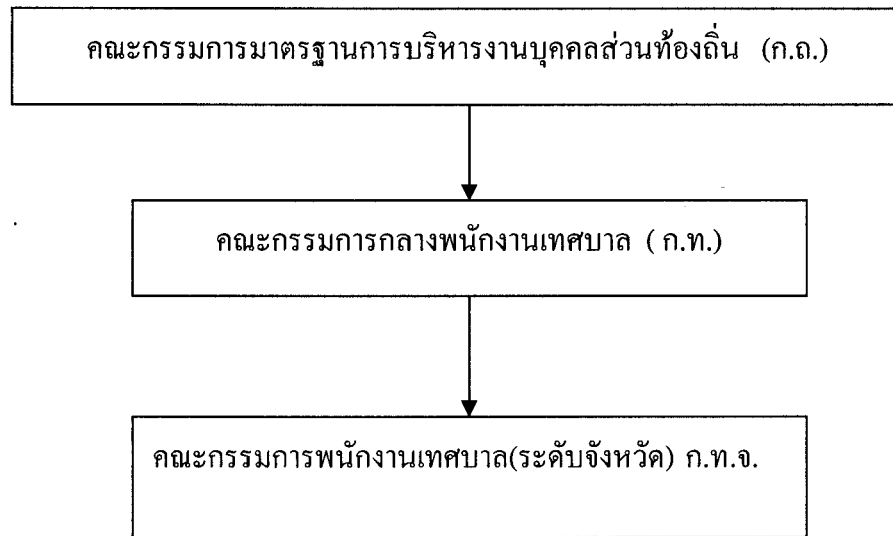 คณะกรรมการมาตรฐานการบริหารงานบุคคลส่วนท้องถิ่น (ก.ถ.)
คณะกรรมการกลางพนักงานเทศบาล ( ก.ท.)
คณะกรรมการพนักงานเทศบาล(ระดับจังหวัด) ก.ท.จ.